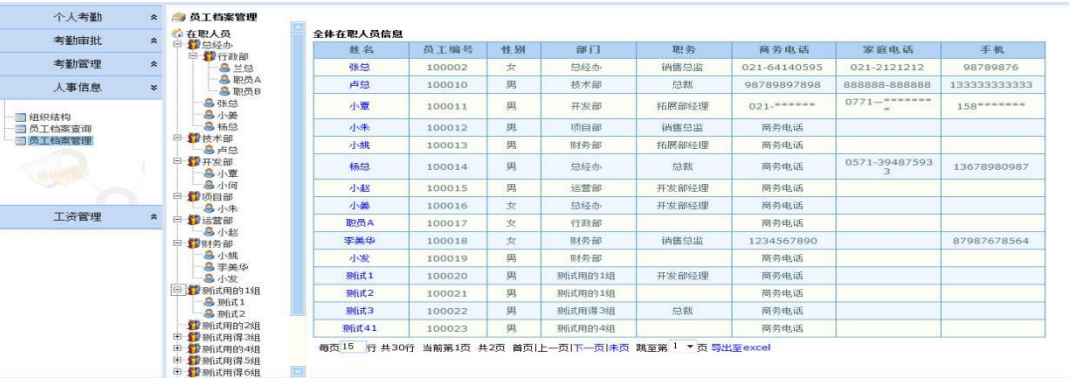 个人考勤
考勤审批
考勤管理
人事信息
组织结构
员工档案查询
员工档案管理
工资管理
员工档案管理
在职人员
总经办
行政部
兰总
职员A
职员B
张总
小姜
杨总
技术部
卢总
开发部
小覃
小何
项目部
小朱
运营部
小赵
财务部
小姚
李美华
小发
测试用的1组
测试1
测试2
测试用的2组
测试用得3组
测试用的4组
测试用得5组
测试用得6组
全体在职人员信息
姓名 员工编号 性别 部门 职务 商务电话 家庭电话 手机
张总 100002 女 总经办 销售总监 021-64140595 021-2121212 98789876
卢总 100010 男 技术部 总裁 98789897898 888888-888888 133333333333
小覃 100011 男 开发部 拓展部经理 021-****** 0771—********
158*******
小朱 100012 男 项目部 销售总监 商务电话
小姚 100013 男 财务部 拓展部经理 商务电话
杨总 100014 男 总经办 总裁 商务电话 0571-394875933 13678980987
小赵 100015 男 运营部 开发部经理 商务电话
小姜 100016 女 总经办 开发部经理 商务电话
职员A 100017 女 行政部 商务电话
李美华 100018 女 财务部 销售总监 1234567890 87987678564
小发 100019 男 财务部 商务电话
测试1 100020 男 测试用的1组 开发部经理 商务电话
测试2 100021 男 测试用的1组 商务电话
测试3 100022 男 测试用得3组 总裁 商务电话
测试41 100023 男 测试用的4组 商务电话
每页 15 行 共30行 当前第1页 共2页 首页|上一页|下一页|末页 跳至第 1 页 导出至excel